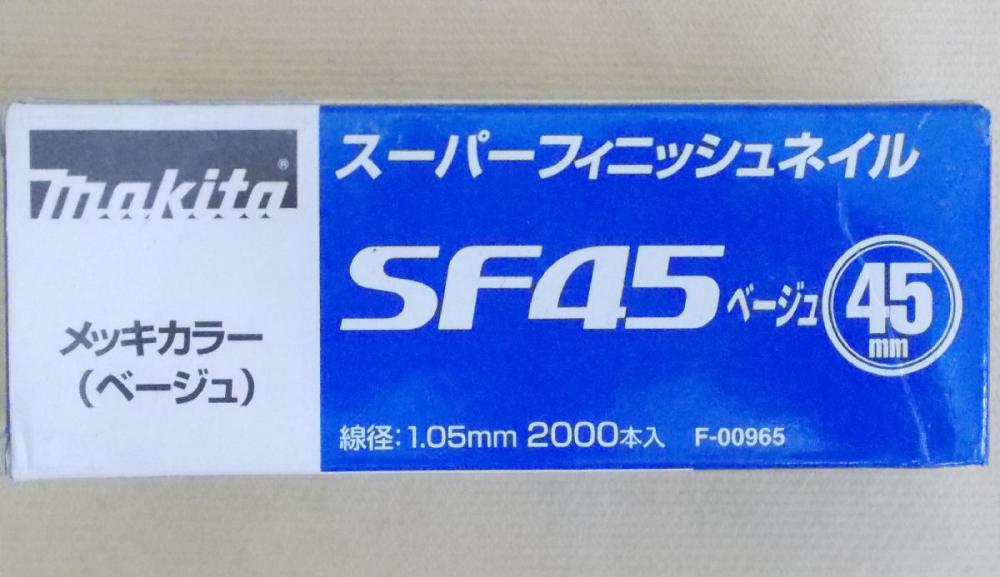 makita®
メッキカラー
(ベージュ)
スーパーフィニッシュネイル
SF45 ベージュ
45
mm
線径:1.05mm 2000本入 F-00965